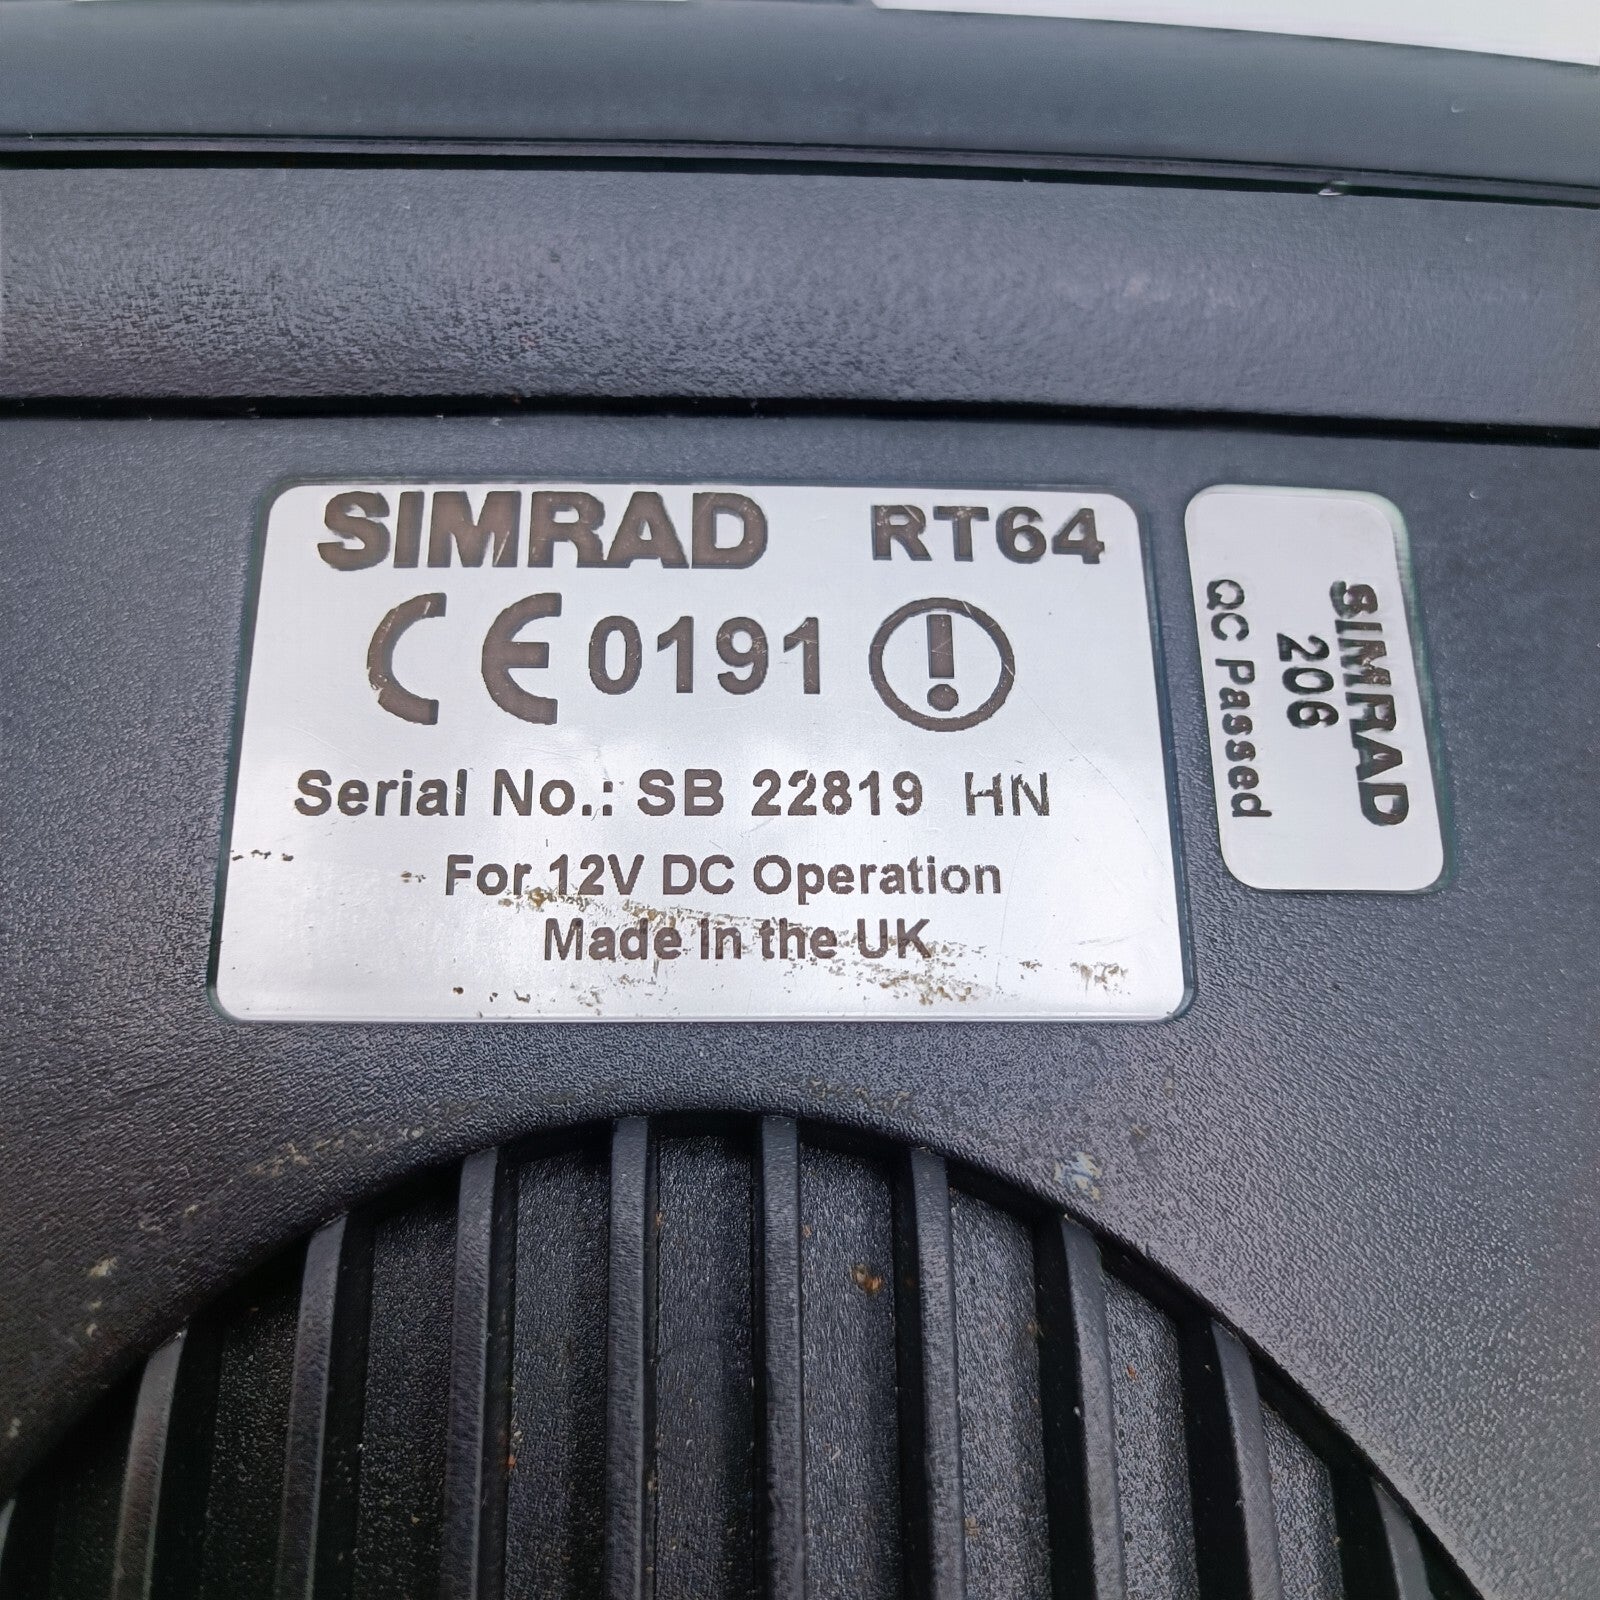 SIMRAD RT64
CE 0191
Serial No.: SB 22819 HN
For 12V DC Operation
Made in the UK
SIMRAD
206
QC Passed